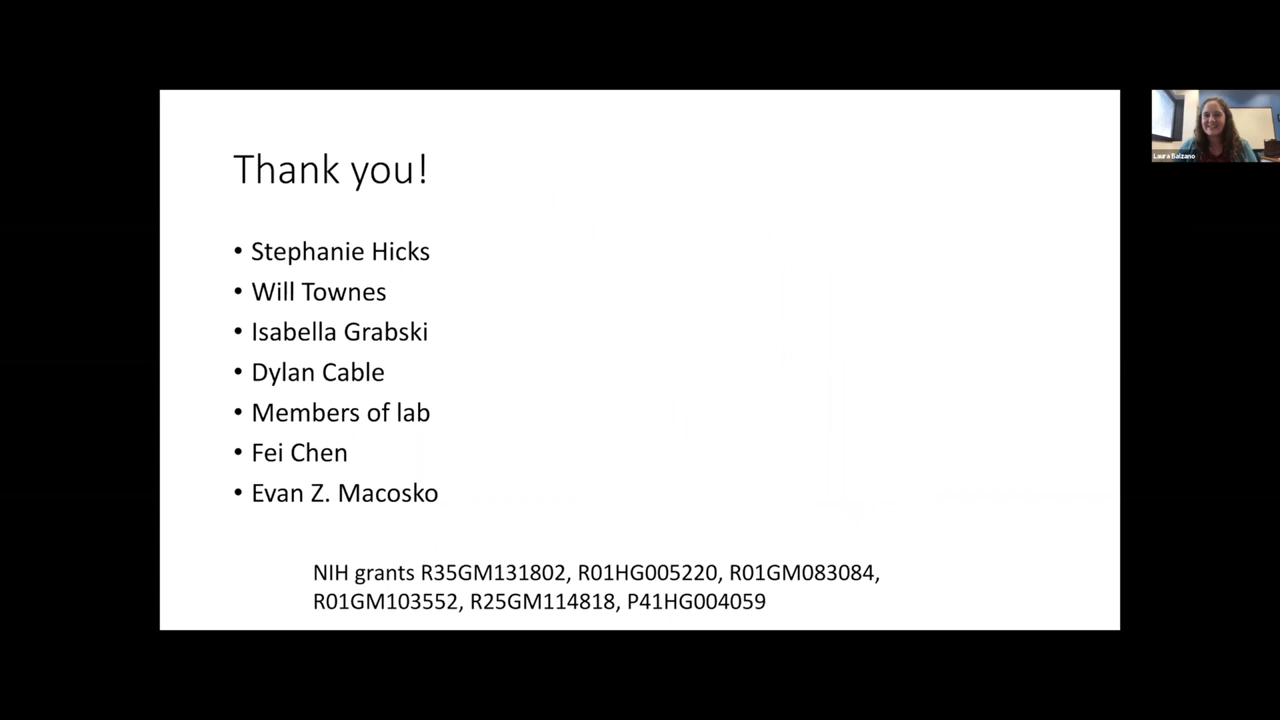 Thank you!
• Stephanie Hicks
• Will Townes
• Isabella Grabski
• Dylan Cable
• Members of lab
• Fei Chen
• Evan Z. Macosko
NIH grants R35GM131802, R01HG005220, R01GM083084,
R01GM103552, R25GM114818, P41HG004059
Laura Balzano